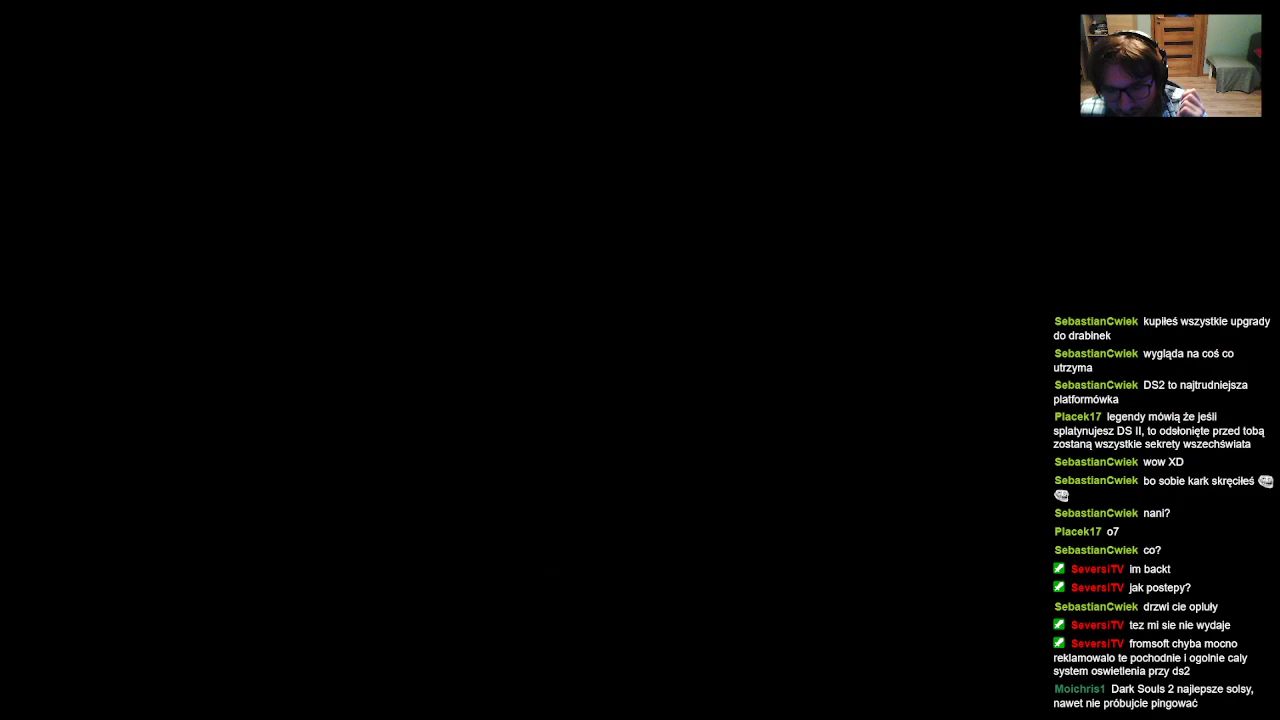 SebastianCwiek kupiłeś wszystkie upgrady
do drabinek
SebastianCwiek wygląda na coś co
utrzyma
SebastianCwiek DS2 to najtrudniejsza
platformówka
Placek17 legendy mówią że jeśli
splatynujesz DS II, to odsłonięte przed tobą
zostaną wszystkie sekrety wszechświata
SebastianCwiek wow XD
SebastianCwiek bo sobie kark skręciłeś
SebastianCwiek nani?
Placek17 o7
SebastianCwiek co?
SeversITV im backt
SeversITV jak postepy?
SebastianCwiek drzwi cie opluły
SeversITV tez mi sie nie wydaje
SeversITV fromsoft chyba mocno
reklamowalo te pochodnie i ogolnie caly
system oswietlenia przy ds2
Moichris1 Dark Souls 2 najlepsze solsy,
nawet nie próbujcie pingować